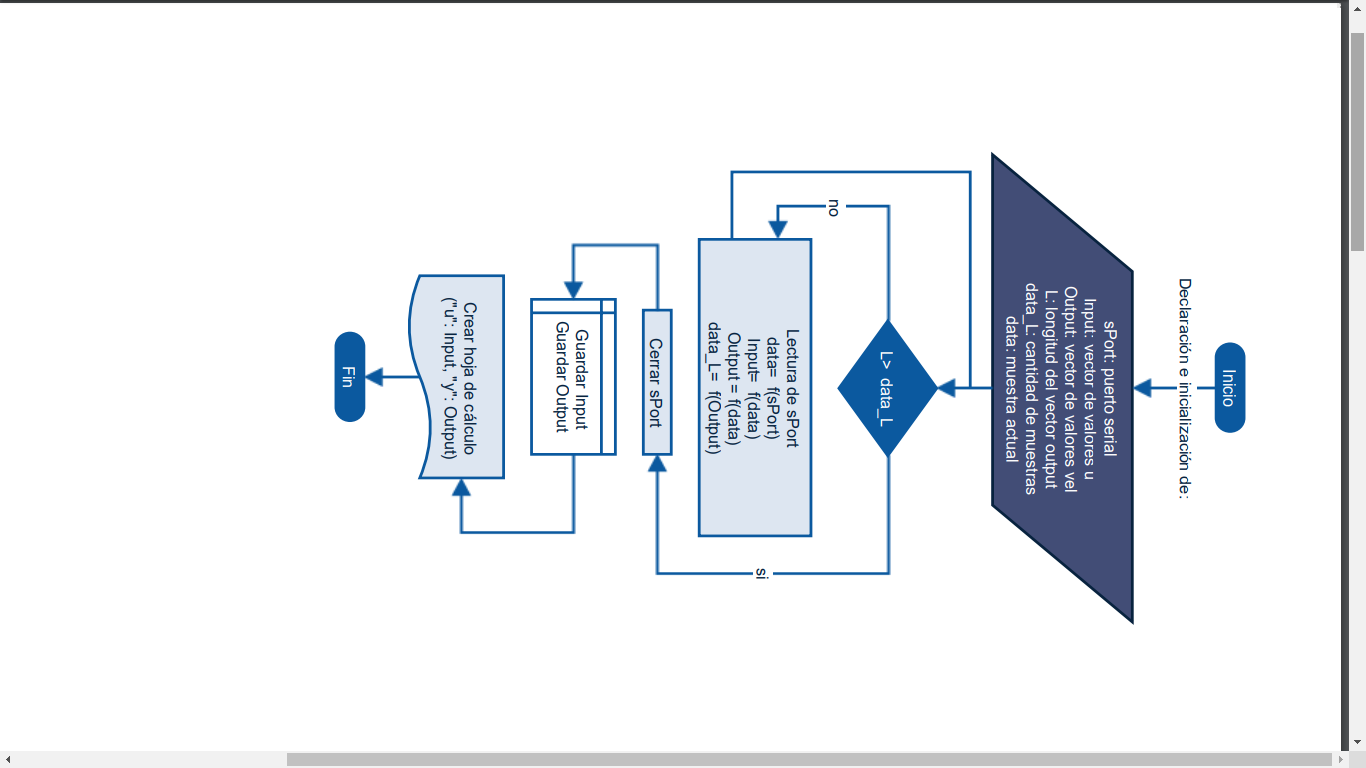 Inicio
Declaración e inicialización de:
sPort: puerto serial
Input: vector de valores u
Output: vector de valores vel
L: longitud del vector output
data_L: cantidad de muestras
data: muestra actual
L> data_L
no
si
Lectura de sPort
data= f(sPort)
Input= f(data)
Output = f(data)
data_L= f(Output)
Cerrar sPort
Guardar Input
Guardar Output
Crear hoja de cálculo
("u": Input, "y": Output)
Fin